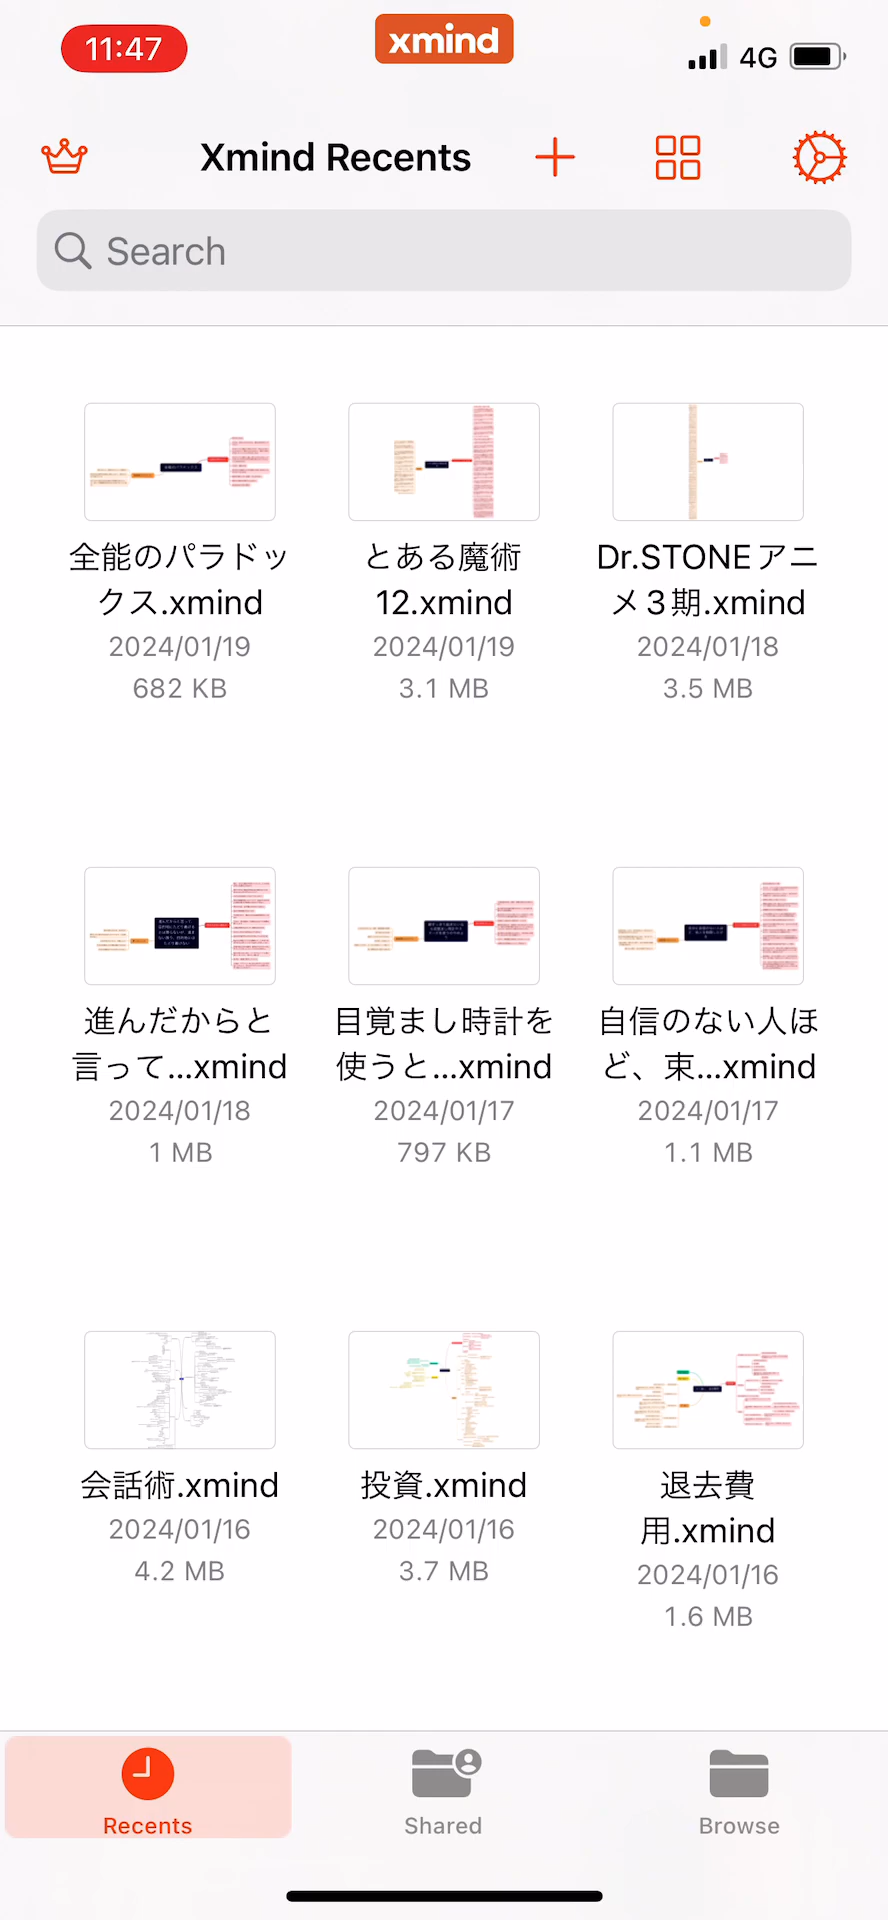 11:47
xmind
4G
Xmind Recents
Search
全能のパラドッ
クス.xmind
2024/01/19
682 KB
とある魔術
12.xmind
2024/01/19
3.1 MB
Dr.STONEアニ
メ3期.xmind
2024/01/18
3.5 MB
進んだからと
言って...xmind
2024/01/18
1 MB
目覚まし時計を
使うと...xmind
2024/01/17
797 KB
自信のない人ほ
ど、束...xmind
2024/01/17
1.1 MB
会話術.xmind
2024/01/16
4.2 MB
投資.xmind
2024/01/16
3.7 MB
退去費
用.xmind
2024/01/16
1.6 MB
Recents
Shared
Browse